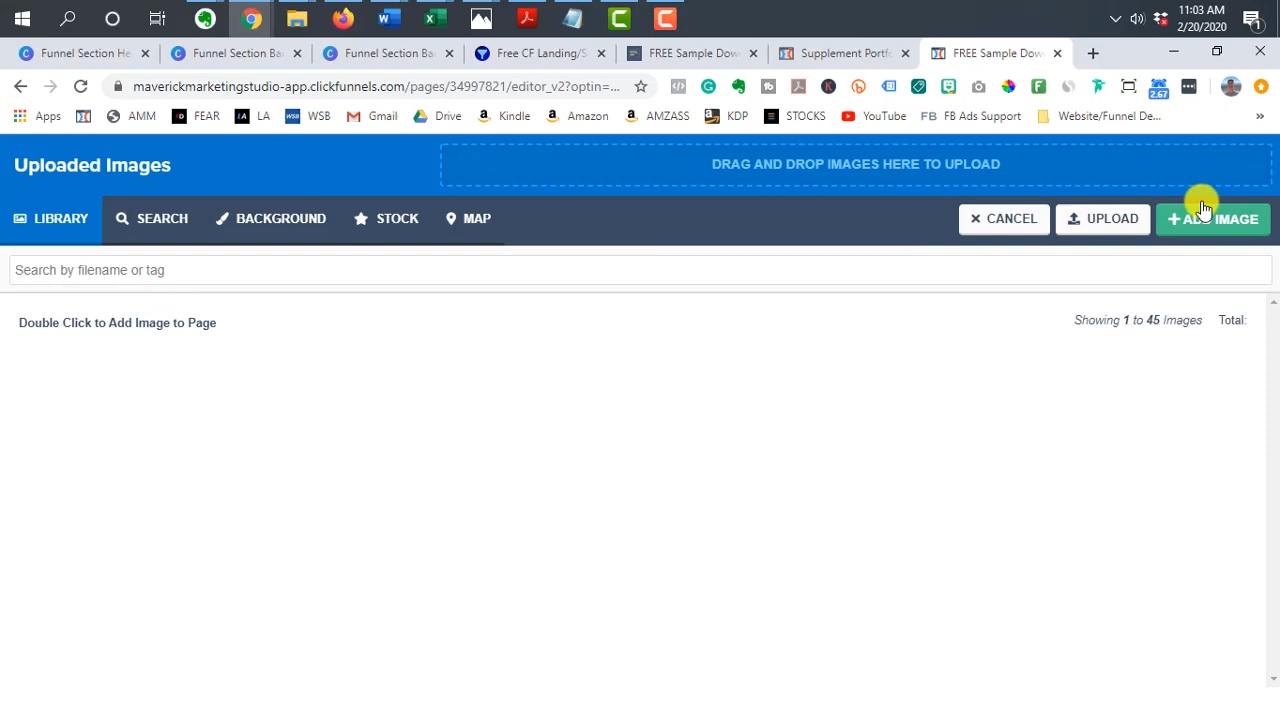 11:03 AM
2/20/2020
Funnel Section He
Funnel Section Ba
Funnel Section Ba
Free CF Landing/S
FREE Sample Dow
Supplement Portfo
FREE Sample Dow
mavrickmarketingstudio-app.clickfunnels.com/pages/34997821/editor_v2?optin=...
2.67
Apps
AMM
FEAR
LA
WSB
Gmail
Drive
Kindle
Amazon
AMZASS
KDP
STOCKS
YouTube
FB Ads Support
Website/Funnel De...
Uploaded Images
DRAG AND DROP IMAGES HERE TO UPLOAD
LIBRARY
SEARCH
BACKGROUND
STOCK
MAP
CANCEL
UPLOAD
ADD IMAGE
Search by filename or tag
Double Click to Add Image to Page
Showing 1 to 45 Images Total: